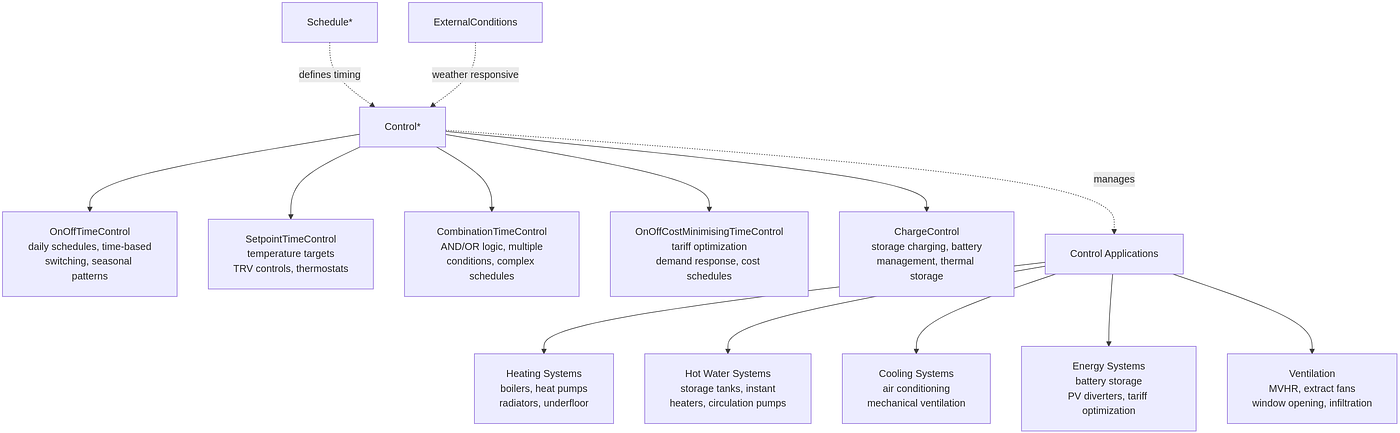 Schedule*
ExternalConditions
defines timing
weather responsive
Control*
manages
OnOffTimeControl
daily schedules, time-based
switching, seasonal
patterns
SetpointTimeControl
temperature targets
TRV controls, thermostats
CombinationTimeControl
AND/OR logic, multiple
conditions, complex
schedules
OnOffCostMinimisingTimeControl
tariff optimization
demand response, cost
schedules
ChargeControl
storage charging, battery
management, thermal
storage
Control Applications
Heating Systems
boilers, heat pumps
radiators, underfloor
Hot Water Systems
storage tanks, instant
heaters, circulation pumps
Cooling Systems
air conditioning
mechanical ventilation
Energy Systems
battery storage
PV diverters, tariff
optimization
Ventilation
MVHR, extract fans
window opening, infiltration